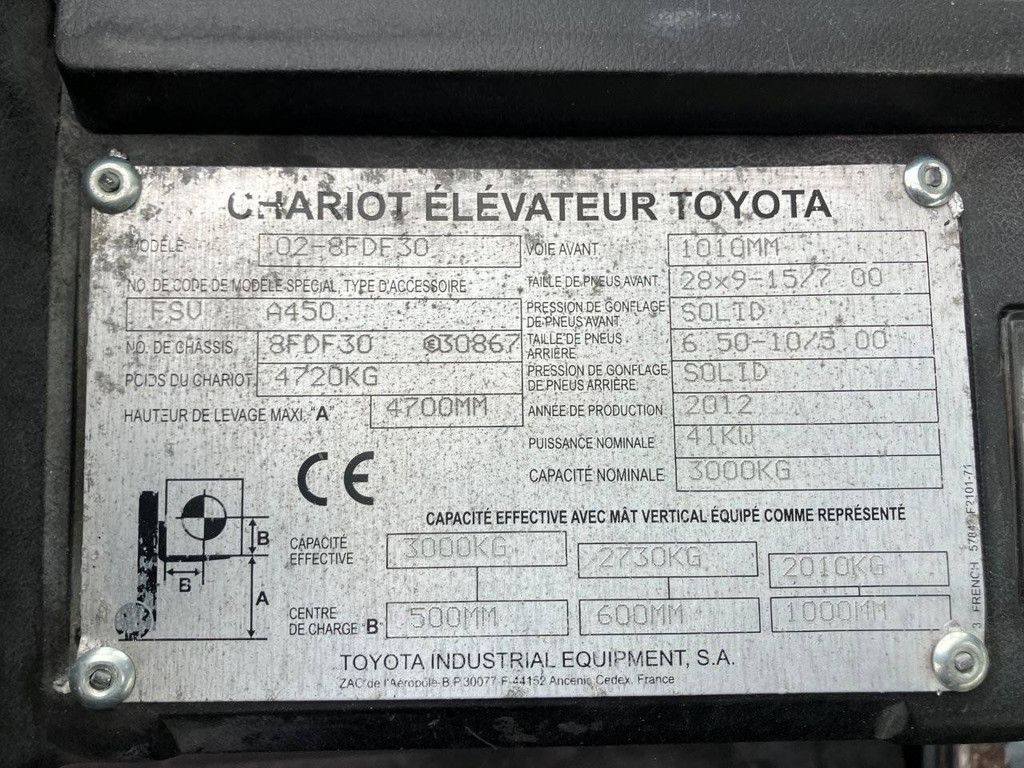 CHARIOT ÉLÉVATEUR TOYOTA
MODÈLE 02-8FDF30
NO. DE CODE DE MODÈLE SPÉCIAL, TYPE D'ACCESSOIRE
FSV A450
NO. DE CHÂSSIS 8FDF30 E30867
POIDS DU CHARIOT 4720KG
HAUTEUR DE LEVAGE MAXI. "A" 4700MM
VOIE AVANT 1010MM
TAILLE DE PNEUS AVANT 28x9-15/7.00
PRESSION DE GONFLAGE
DE PNEUS AVANT SOLID
TAILLE DE PNEUS
ARRIÈRE 6.50-10/5.00
PRESSION DE GONFLAGE
DE PNEUS ARRIÈRE SOLID
ANNÉE DE PRODUCTION 2012
PUISSANCE NOMINALE 41KW
CAPACITÉ NOMINALE 3000KG
CE
B
B
A
CAPACITÉ EFFECTIVE AVEC MÂT VERTICAL ÉQUIPÉ COMME REPRÉSENTÉ
CAPACITÉ
EFFECTIVE 3000KG 2730KG 2010KG
CENTRE
DE CHARGE "B" 500MM 600MM 1000MM
TOYOTA INDUSTRIAL EQUIPMENT, S.A.
ZAC de l'Aéropôle-B.P.30077-F-44152 Ancenis Cedex, France
FRENCH